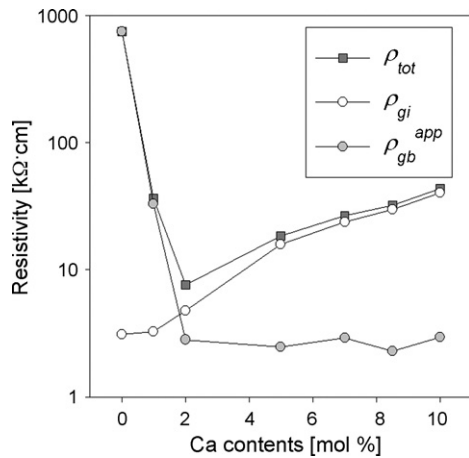 1000
100
10
1
Resistivity [kΩ·cm]
ρtot
ρgi
ρgb app
0 2 4 6 8 10
Ca contents [mol %]